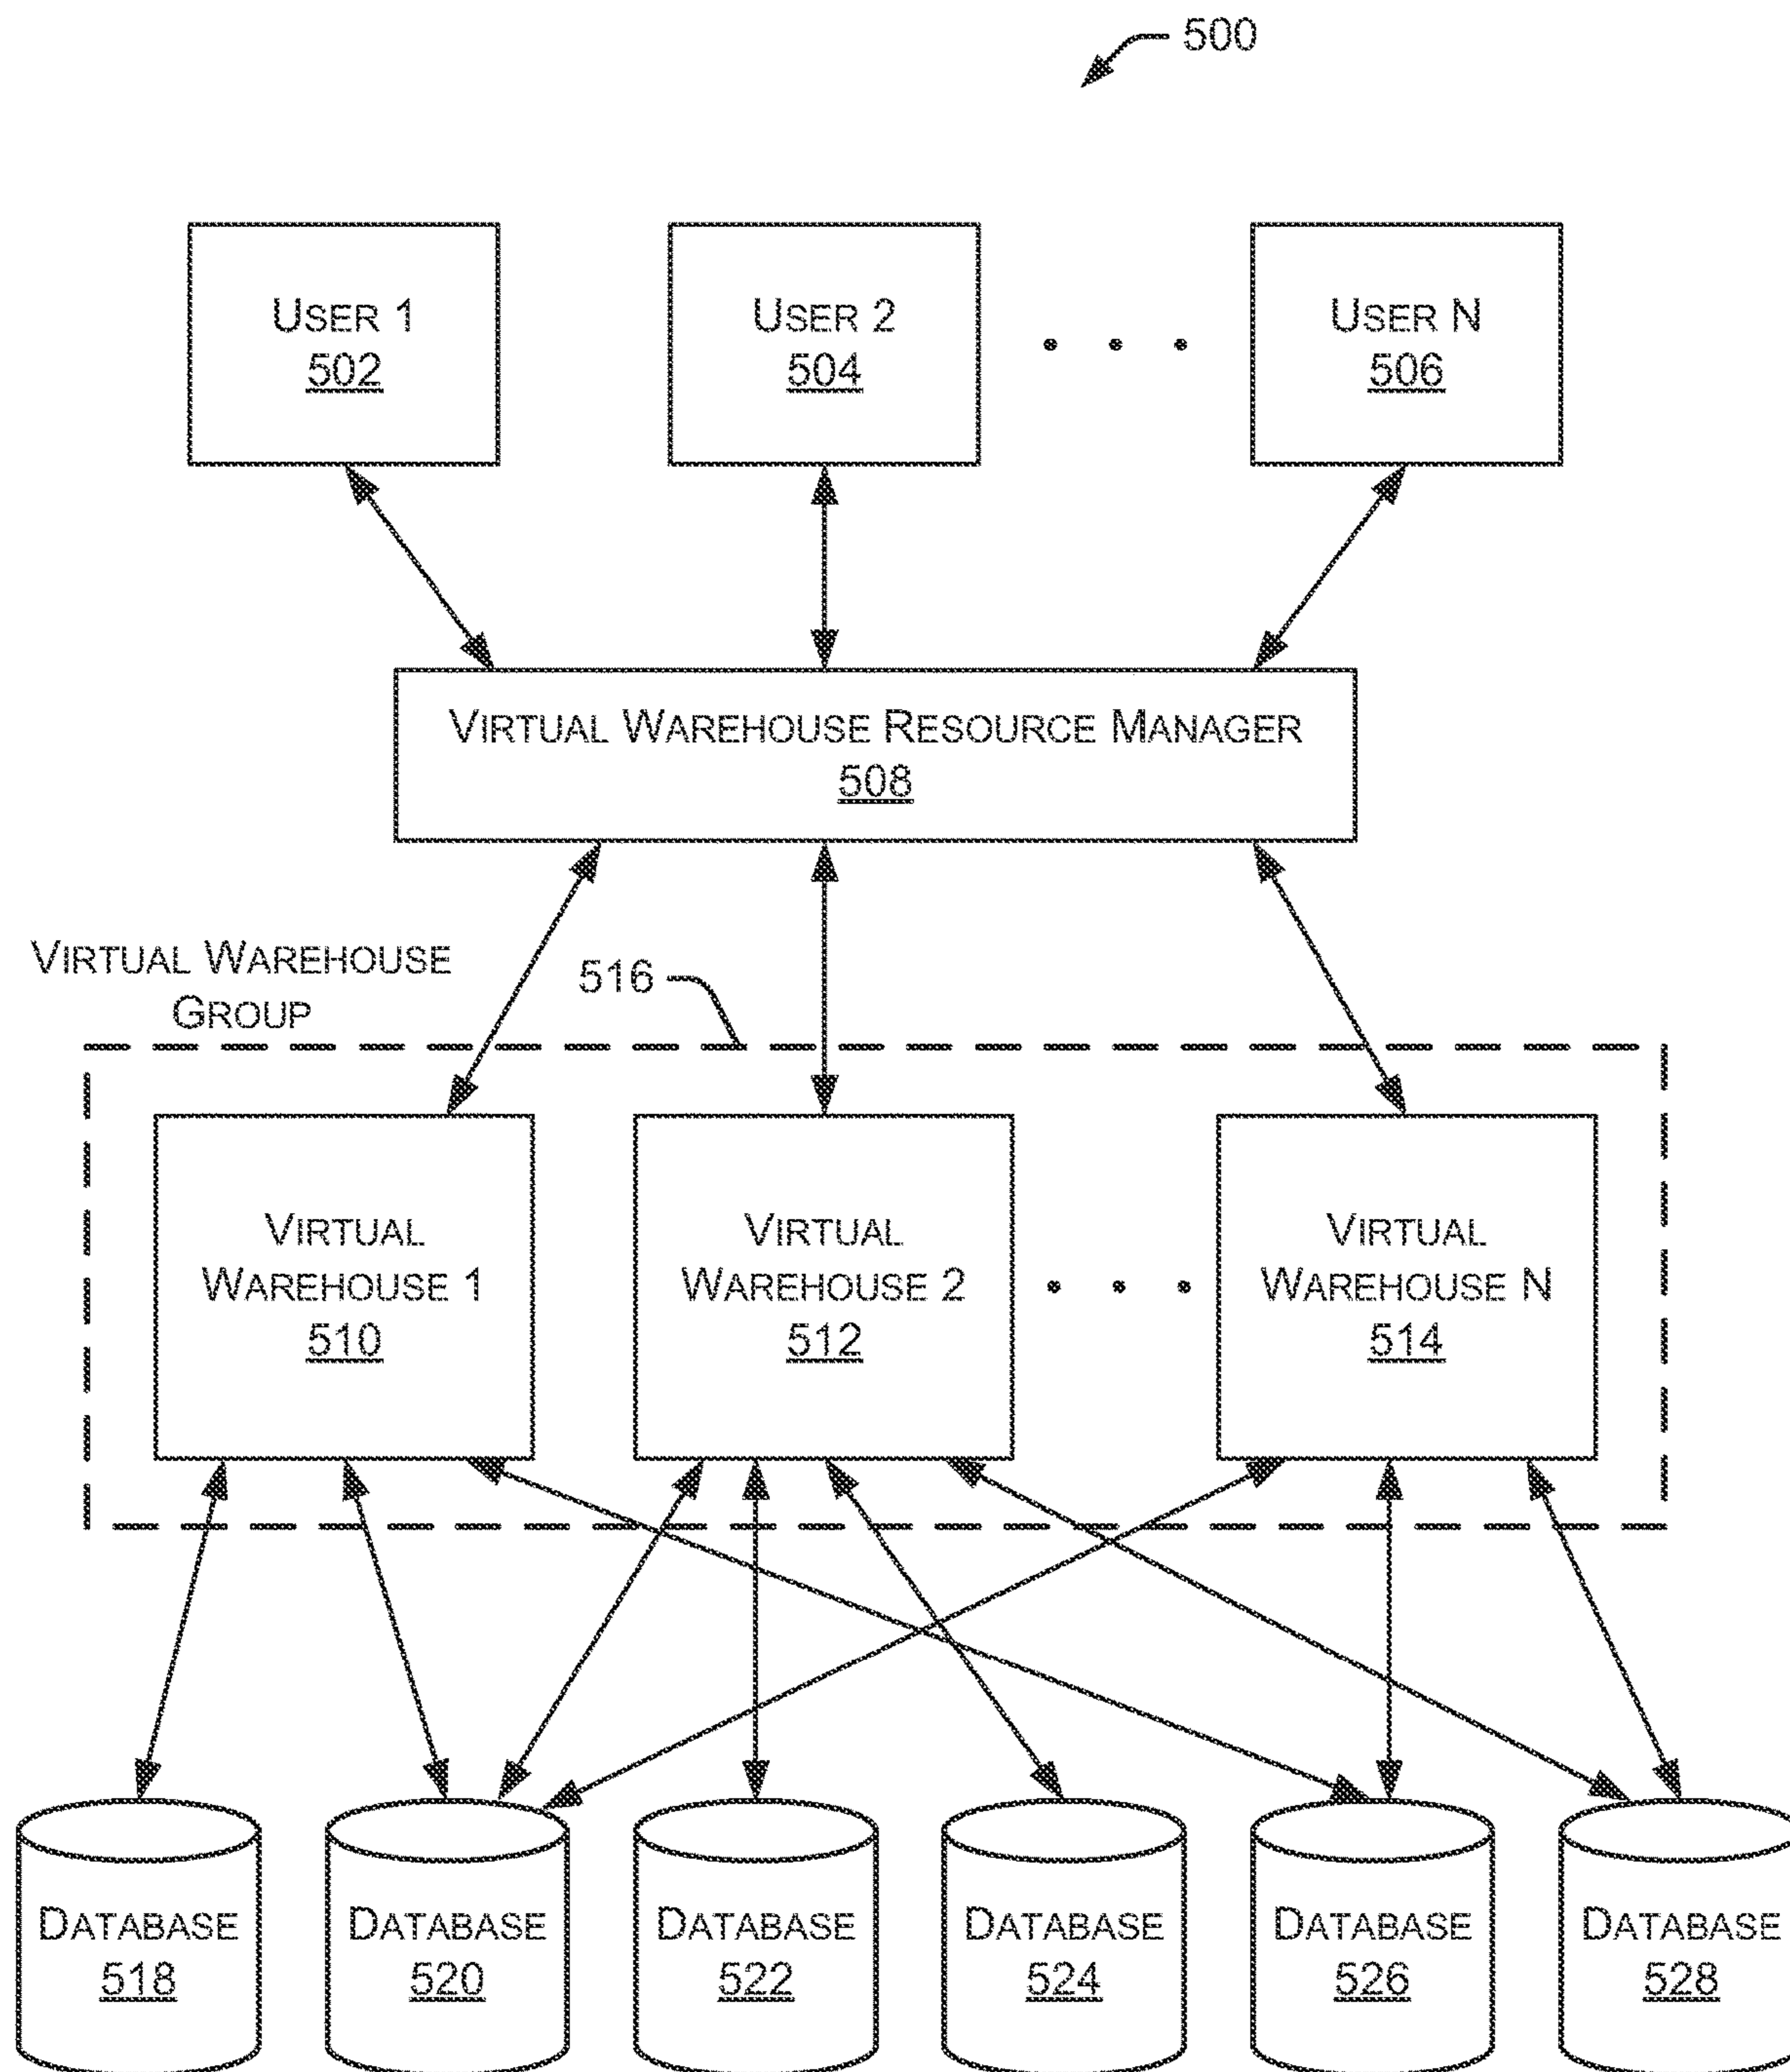 500
USER 1
502
USER 2
504
USER N
506
VIRTUAL WAREHOUSE RESOURCE MANAGER
508
VIRTUAL WAREHOUSE
GROUP
516
VIRTUAL
WAREHOUSE 1
510
VIRTUAL
WAREHOUSE 2
512
VIRTUAL
WAREHOUSE N
514
DATABASE
518
DATABASE
520
DATABASE
522
DATABASE
524
DATABASE
526
DATABASE
528